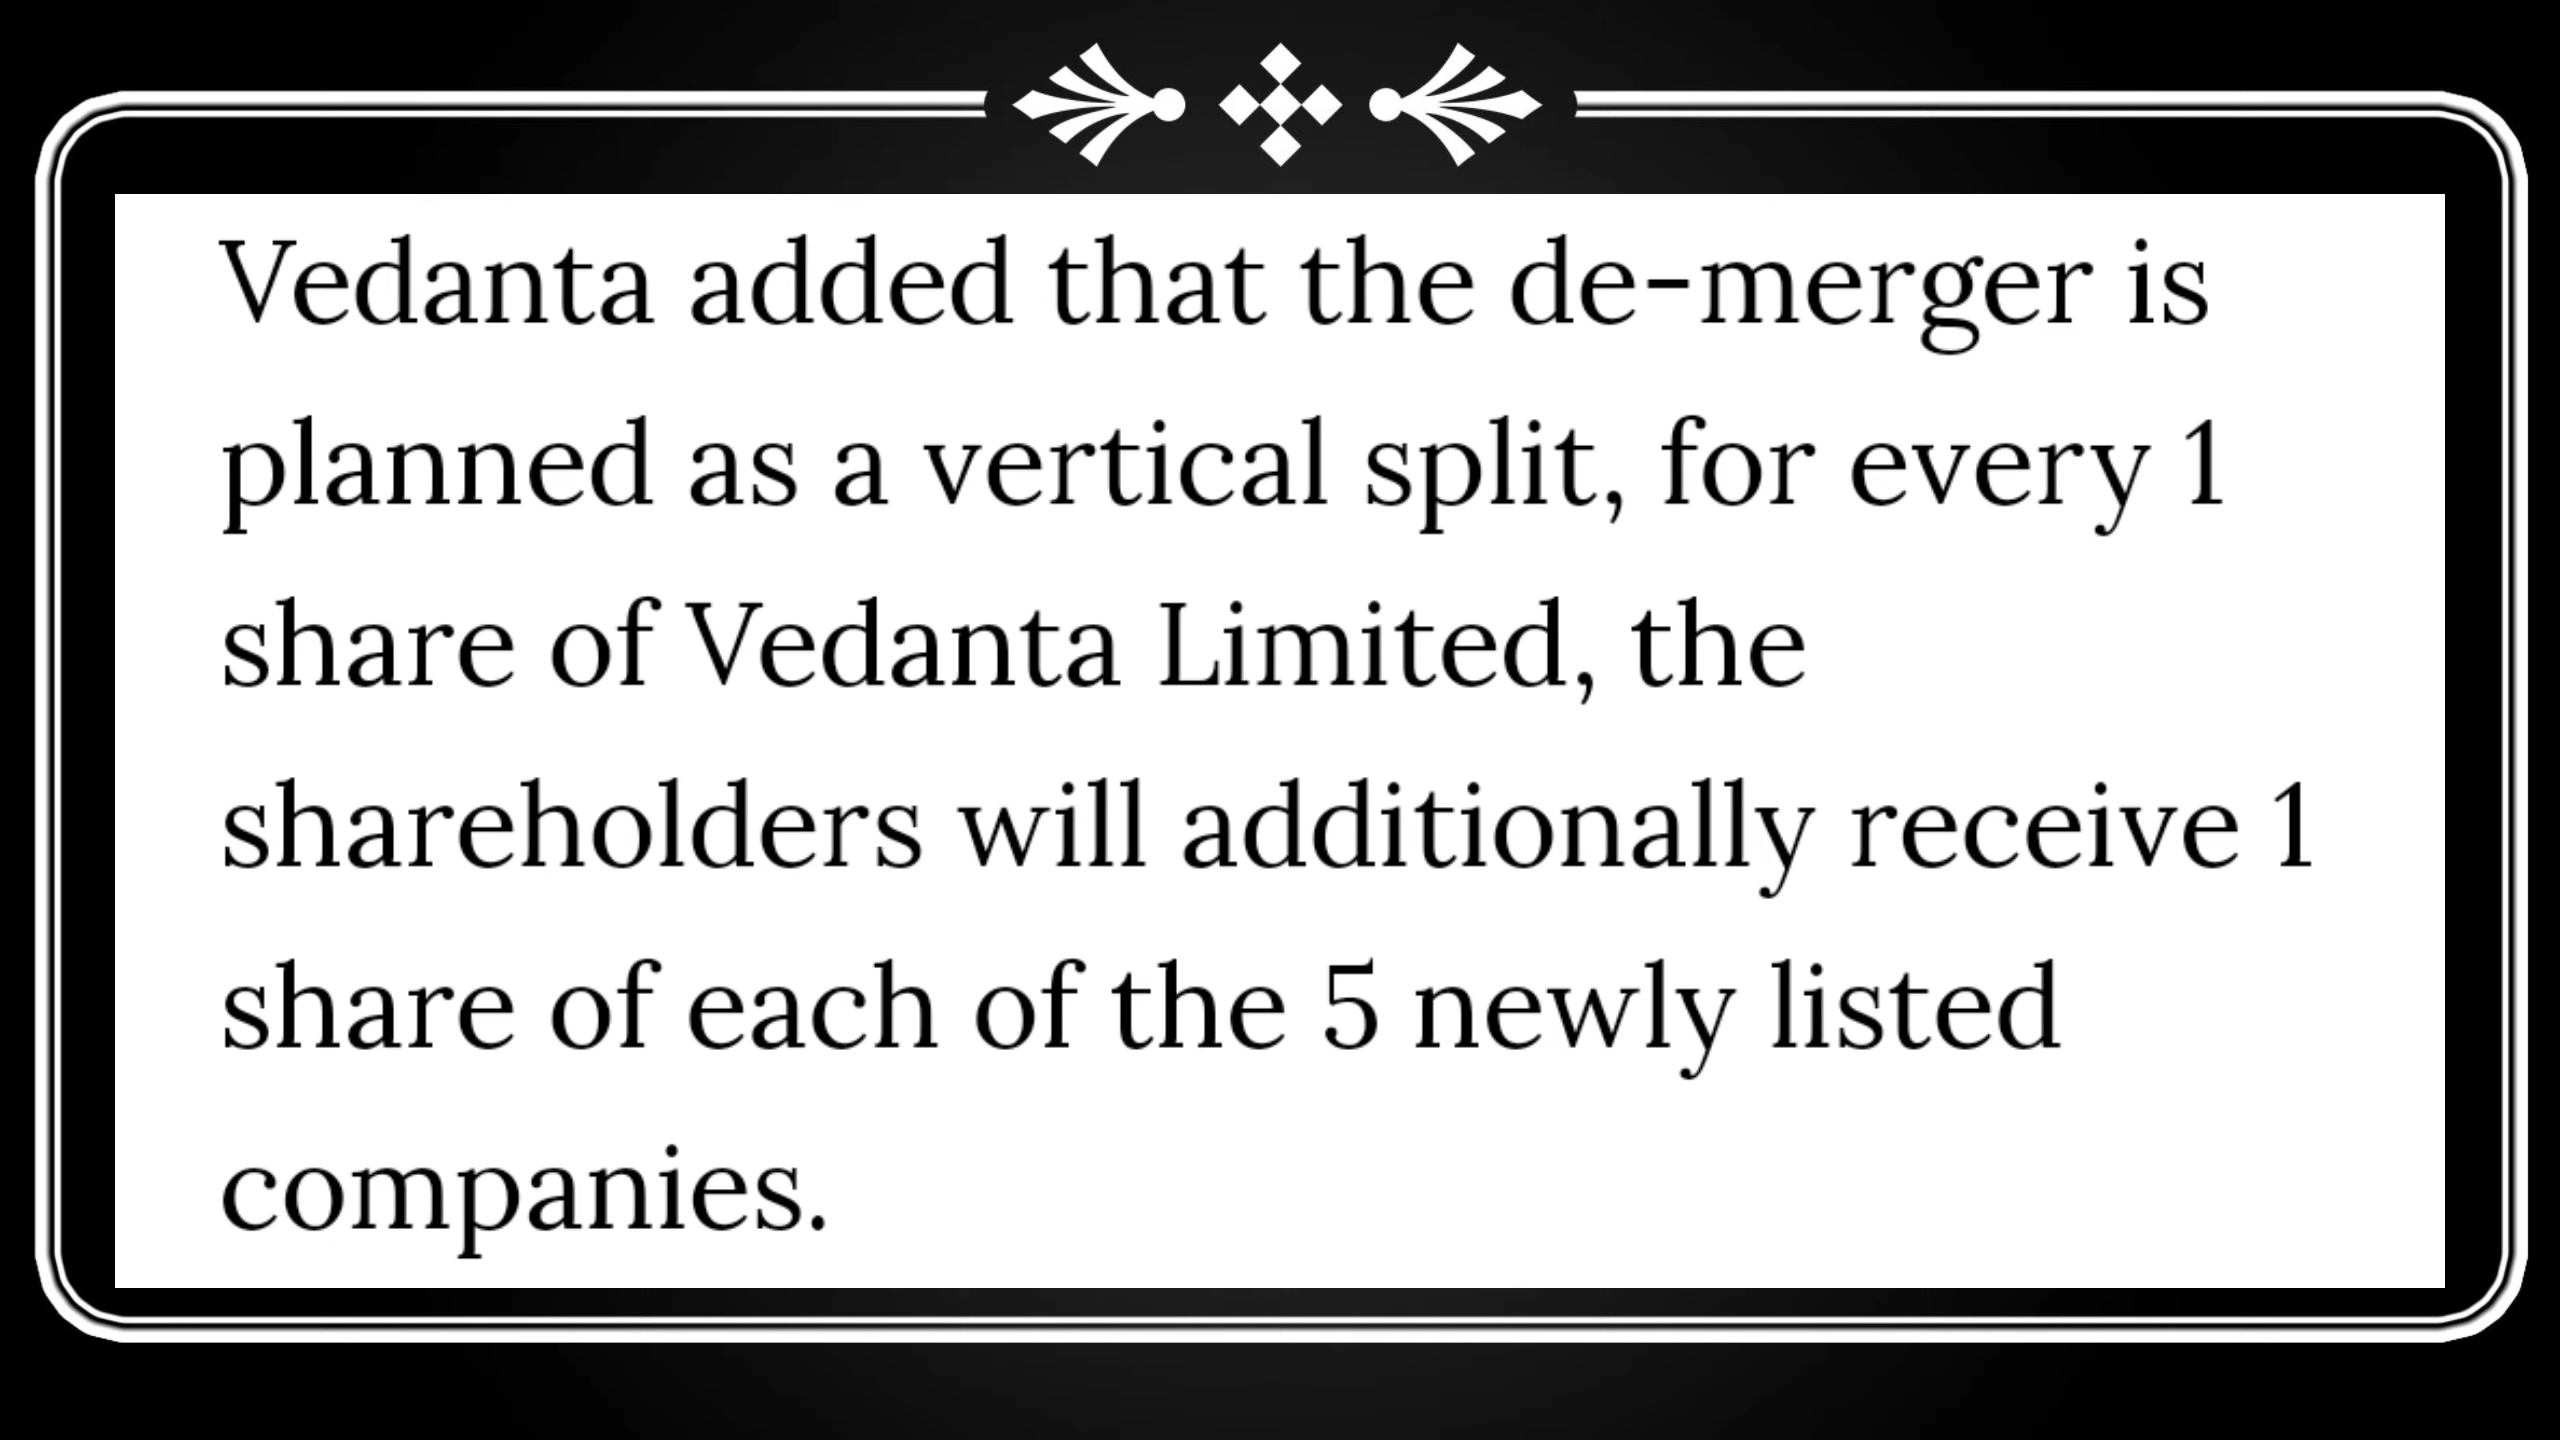 Vedanta added that the de-merger is
planned as a vertical split, for every 1
share of Vedanta Limited, the
shareholders will additionally receive 1
share of each of the 5 newly listed
companies.